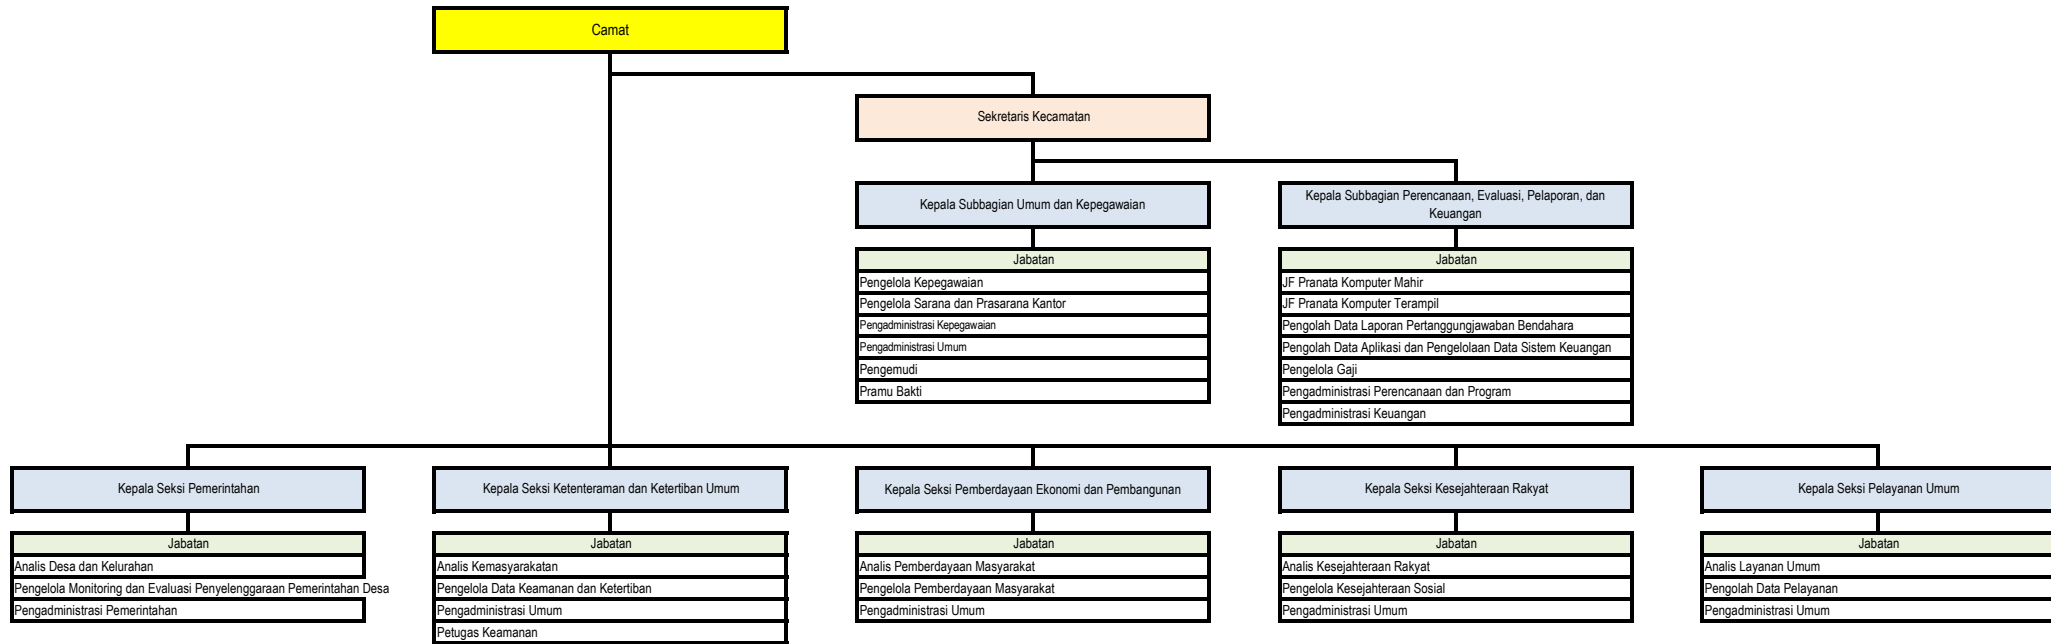 Camat
Sekretaris Kecamatan
Kepala Subbagian Umum dan Kepegawaian
Kepala Subbagian Perencanaan, Evaluasi, Pelaporan, dan
Keuangan
Jabatan
Pengelola Kepegawaian
Pengelola Sarana dan Prasarana Kantor
Pengadministrasi Kepegawaian
Pengadministrasi Umum
Pengemudi
Pramu Bakti
Jabatan
JF Pranata Komputer Mahir
JF Pranata Komputer Terampil
Pengolah Data Laporan Pertanggungjawaban Bendahara
Pengolah Data Aplikasi dan Pengelolaan Data Sistem Keuangan
Pengelola Gaji
Pengadministrasi Perencanaan dan Program
Pengadministrasi Keuangan
Kepala Seksi Pemerintahan
Jabatan
Analis Desa dan Kelurahan
Pengelola Monitoring dan Evaluasi Penyelenggaraan Pemerintahan Desa
Pengadministrasi Pemerintahan
Kepala Seksi Ketenteraman dan Ketertiban Umum
Jabatan
Analis Kemasyarakatan
Pengelola Data Keamanan dan Ketertiban
Pengadministrasi Umum
Petugas Keamanan
Kepala Seksi Pemberdayaan Ekonomi dan Pembangunan
Jabatan
Analis Pemberdayaan Masyarakat
Pengelola Pemberdayaan Masyarakat
Pengadministrasi Umum
Kepala Seksi Kesejahteraan Rakyat
Jabatan
Analis Kesejahteraan Rakyat
Pengelola Kesejahteraan Sosial
Pengadministrasi Umum
Kepala Seksi Pelayanan Umum
Jabatan
Analis Layanan Umum
Pengolah Data Pelayanan
Pengadministrasi Umum